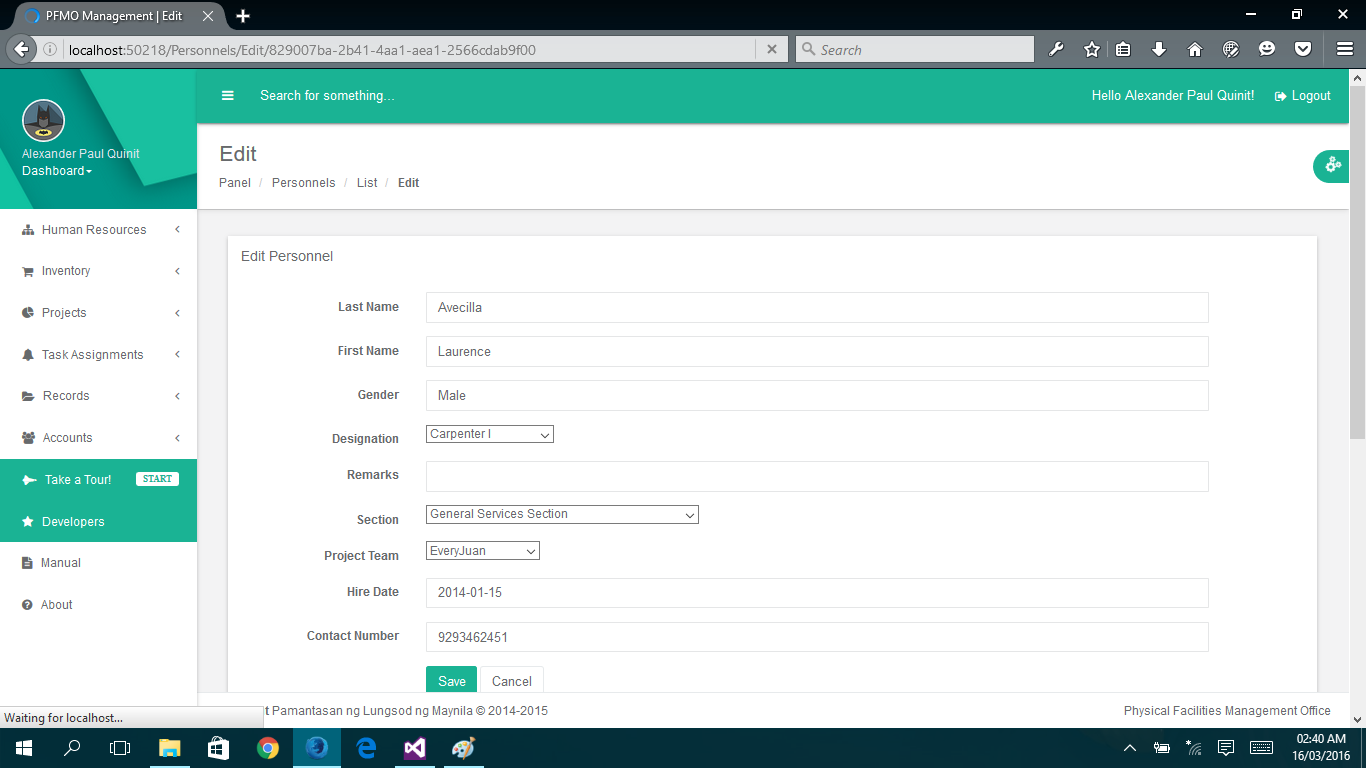 PFMO Management | Edit
localhost:50218/Personnels/Edit/829007ba-2b41-4aa1-aea1-2566cdab9f00
Search
Search for something...
Hello Alexander Paul Quinit!
Logout
Alexander Paul Quinit
Dashboard
Edit
Panel / Personnels / List / Edit
Human Resources
Inventory
Projects
Task Assignments
Records
Accounts
Take a Tour! START
Developers
Manual
About
Edit Personnel
Last Name Avecilla
First Name Laurence
Gender Male
Designation Carpenter I
Remarks
Section General Services Section
Project Team EveryJuan
Hire Date 2014-01-15
Contact Number 9293462451
Save Cancel
Waiting for localhost...
t Pamantasan ng Lungsod ng Maynila © 2014-2015
Physical Facilities Management Office
02:40 AM
16/03/2016